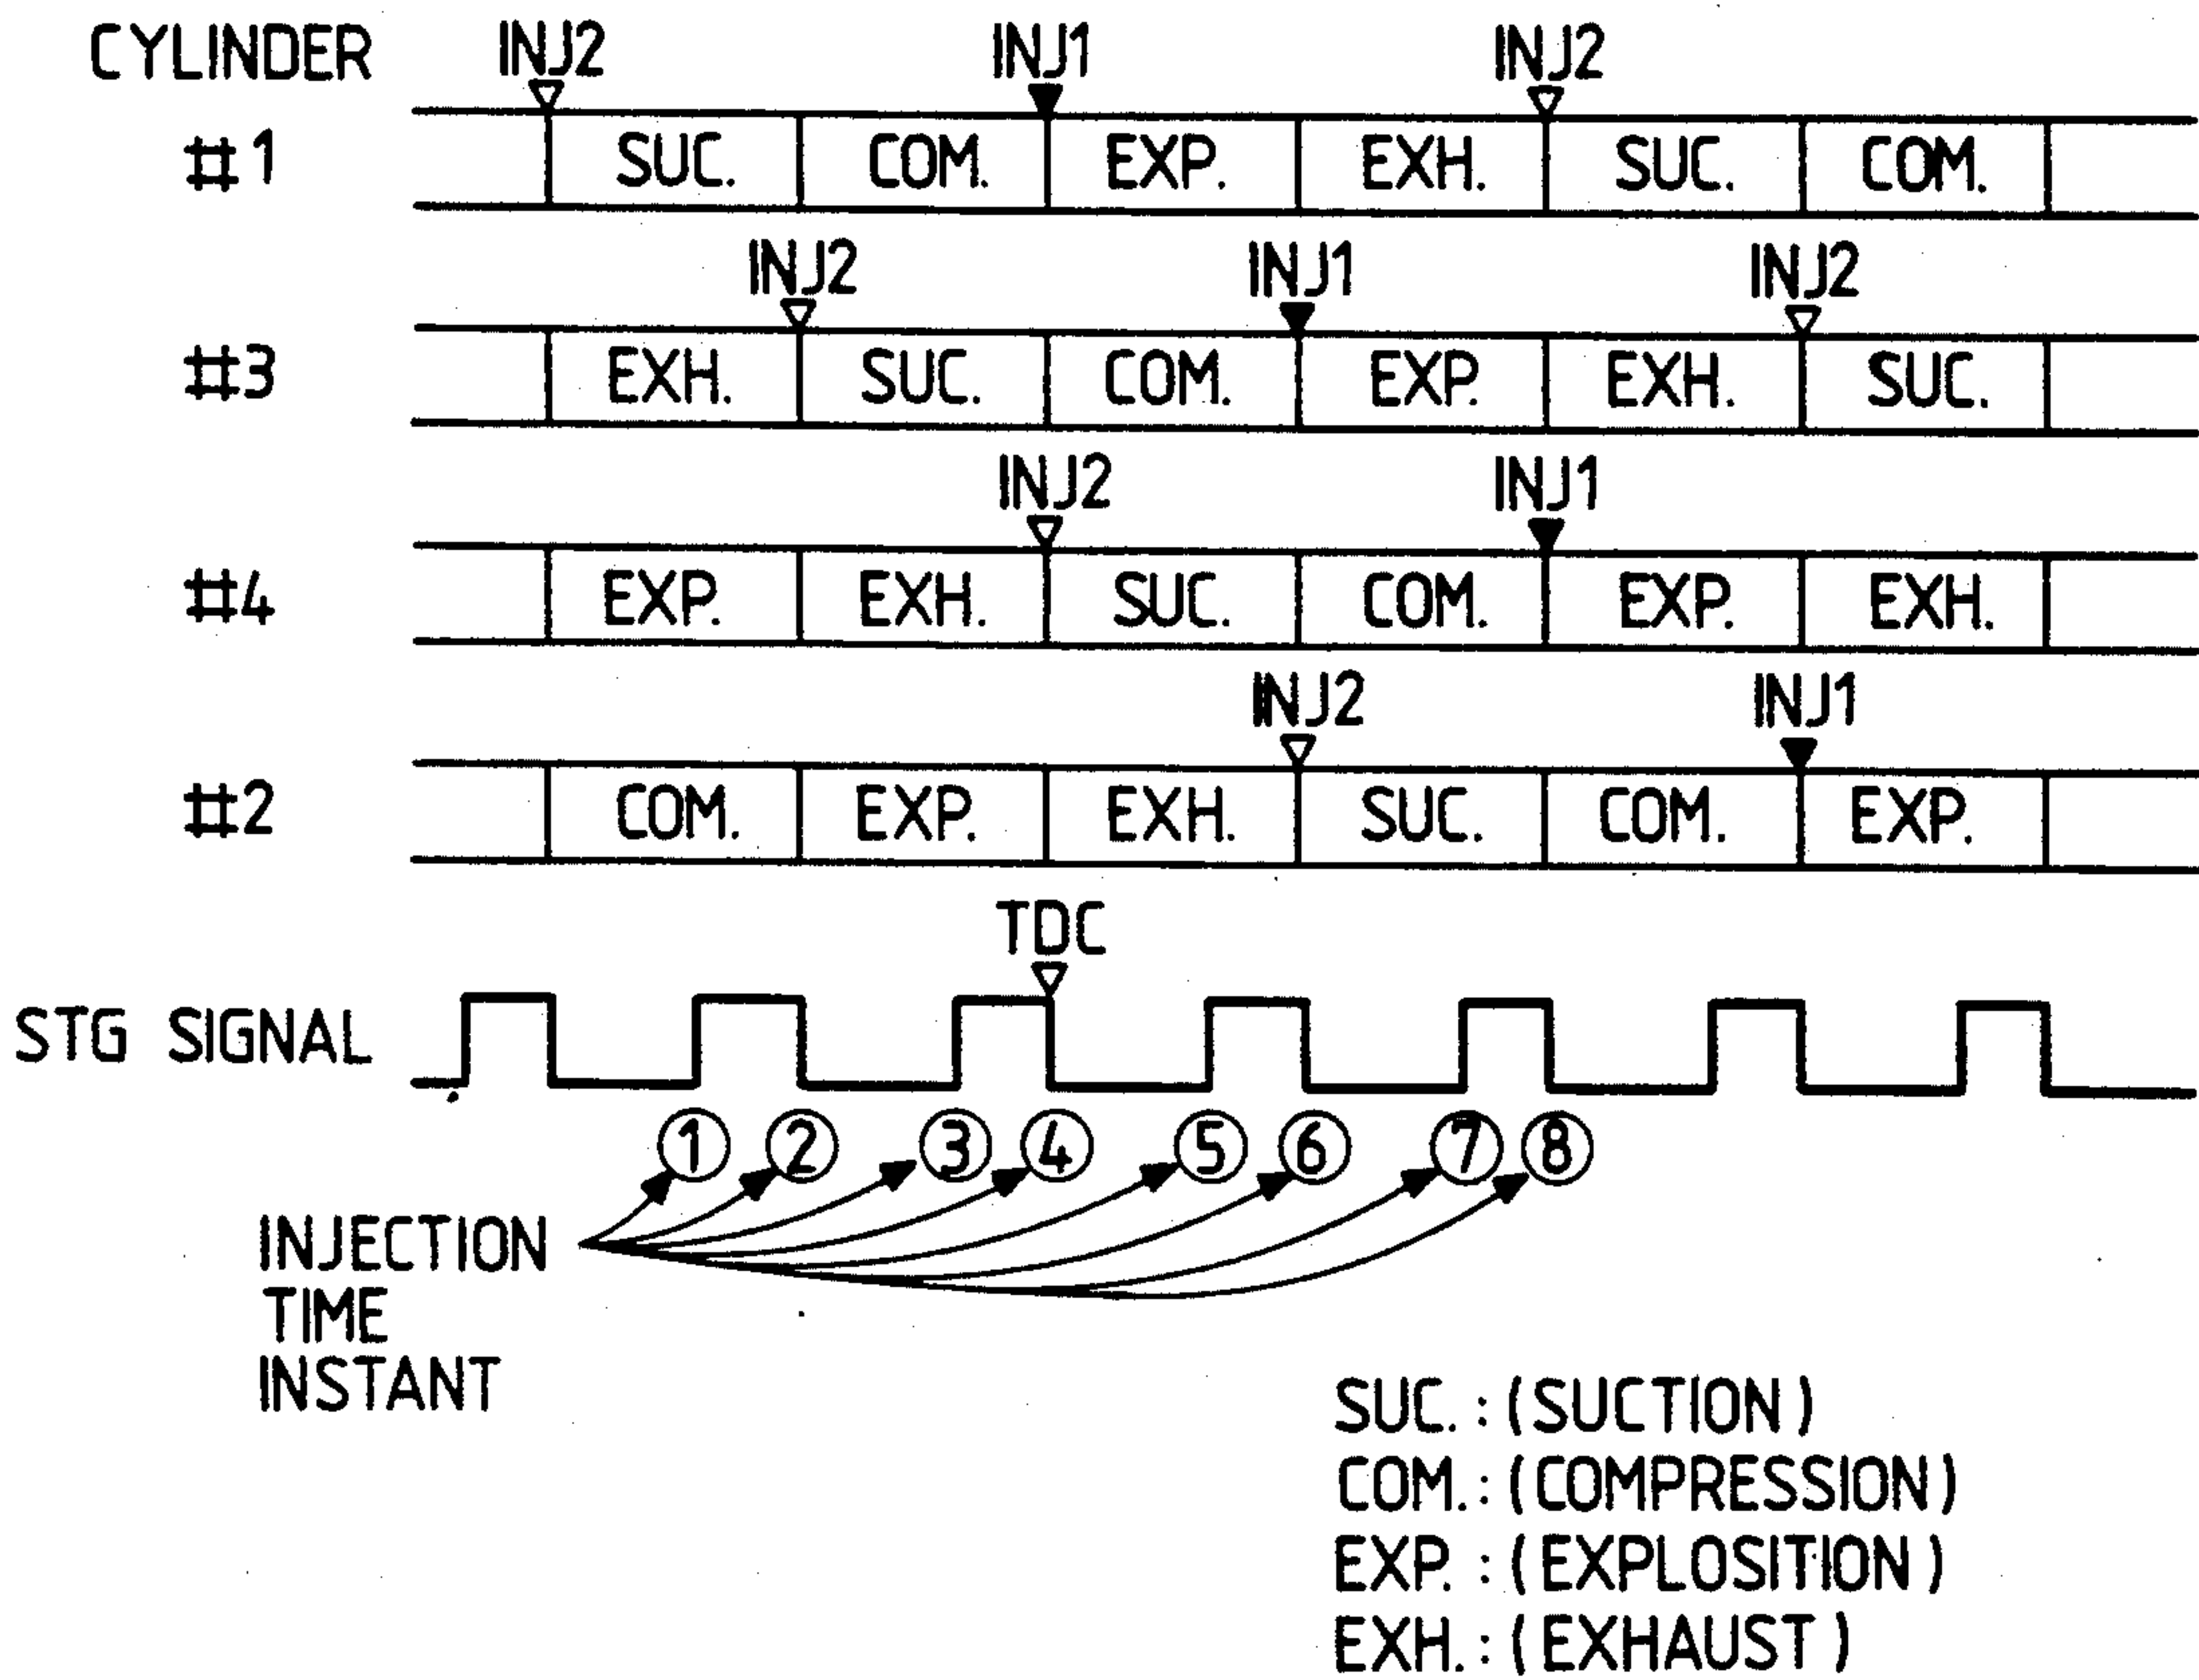 CYLINDER INJ2 INJ1 INJ2
#1 SUC. COM. EXP. EXH. SUC. COM.
INJ2 INJ1 INJ2
#3 EXH. SUC. COM. EXP. EXH. SUC.
INJ2 INJ1
#4 EXP. EXH. SUC. COM. EXP. EXH.
INJ2 INJ1
#2 COM. EXP. EXH. SUC. COM. EXP.
TDC
STG SIGNAL
① ② ③ ④ ⑤ ⑥ ⑦ ⑧
INJECTION
TIME
INSTANT
SUC. : (SUCTION)
COM. : (COMPRESSION)
EXP. : (EXPLOSITION)
EXH. : (EXHAUST)